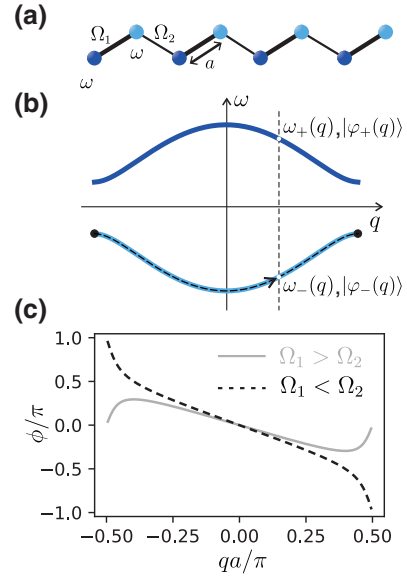 (a)
Ω₁ Ω₂
ω a
ω
(b)
ω
ω₊(q),|φ₊(q)⟩
q
ω₋(q),|φ₋(q)⟩
(c)
1.0
0.5
0.0
−0.5
−1.0
ϕ/π
Ω₁ > Ω₂
Ω₁ < Ω₂
−0.50 −0.25 0.00 0.25 0.50
qa/π